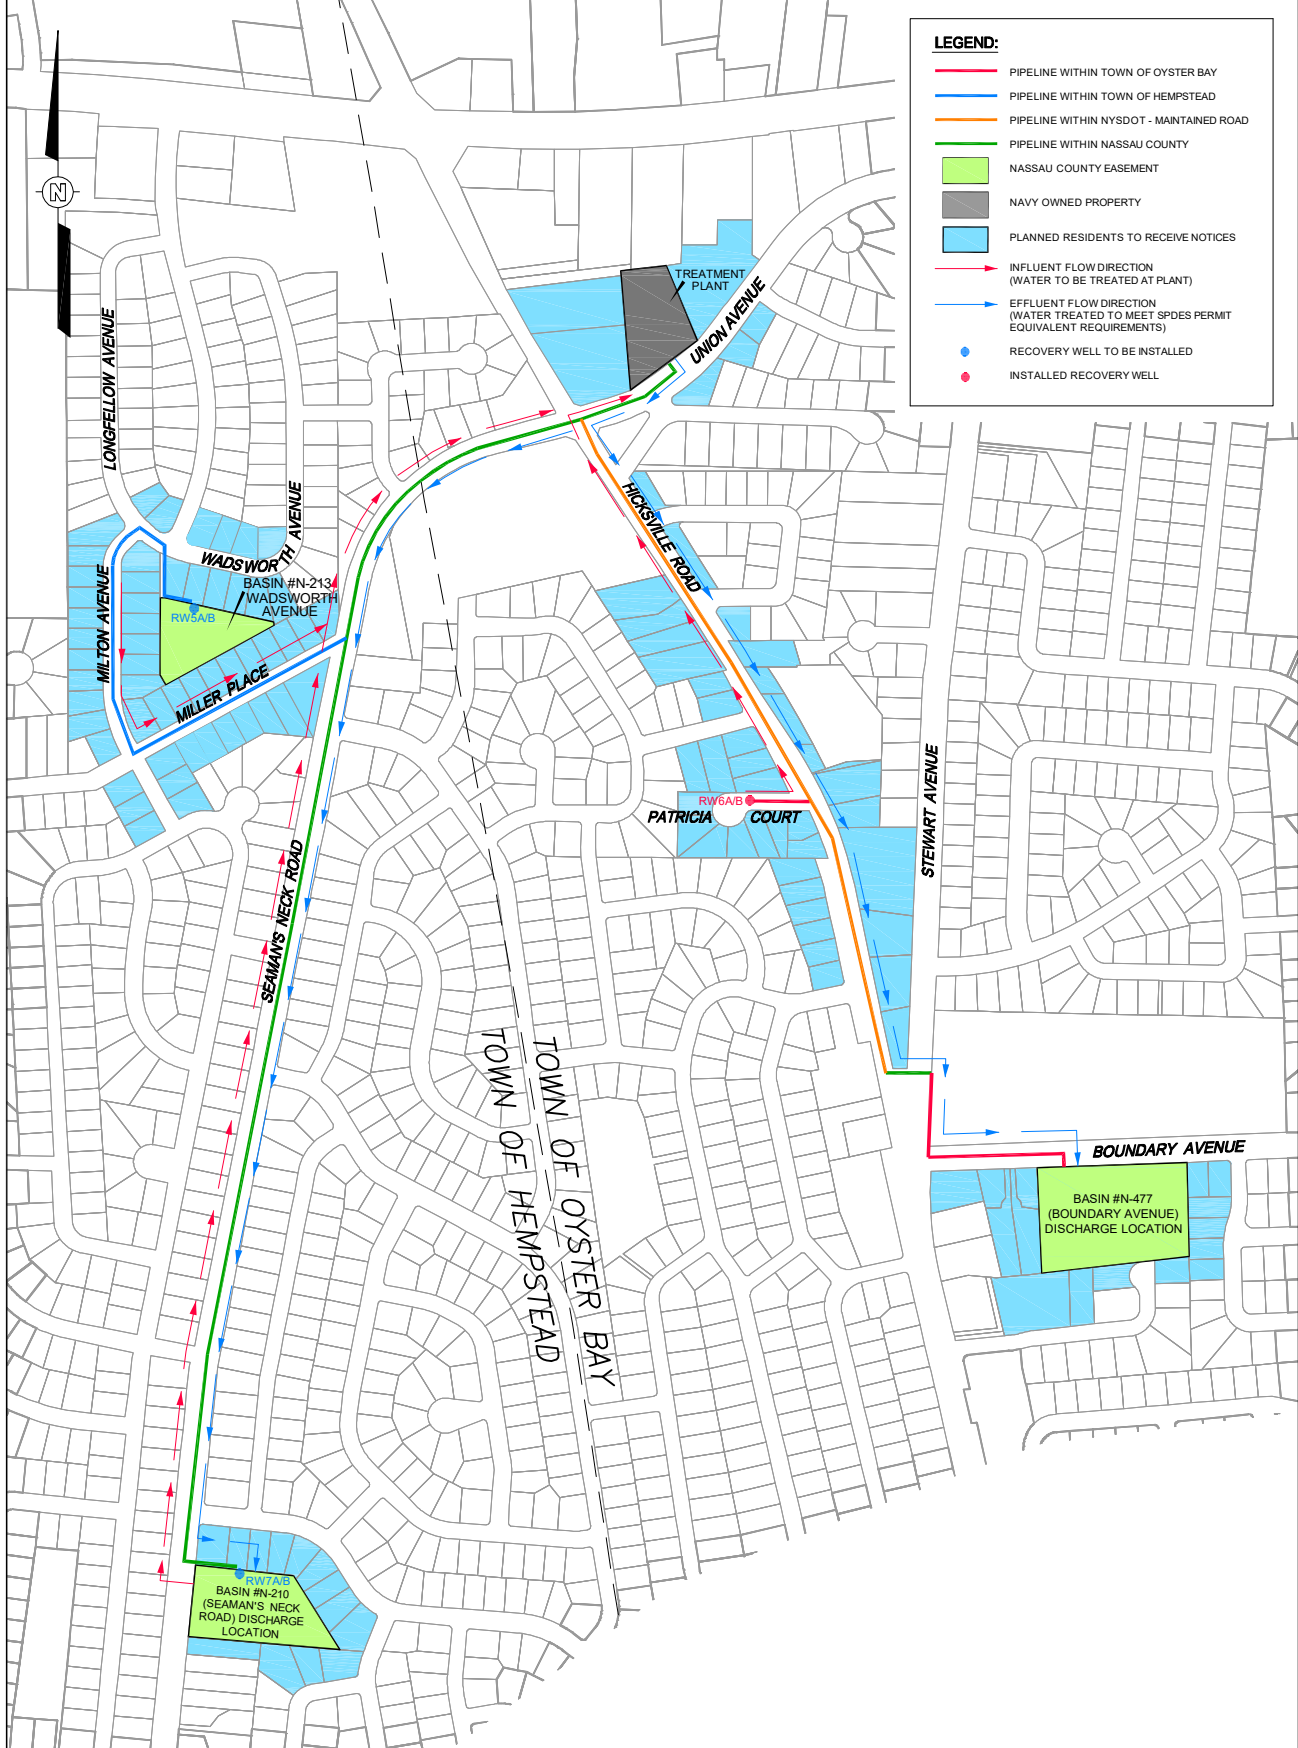 LEGEND:
PIPELINE WITHIN TOWN OF OYSTER BAY
PIPELINE WITHIN TOWN OF HEMPSTEAD
PIPELINE WITHIN NYSDOT - MAINTAINED ROAD
PIPELINE WITHIN NASSAU COUNTY
NASSAU COUNTY EASEMENT
NAVY OWNED PROPERTY
PLANNED RESIDENTS TO RECEIVE NOTICES
INFLUENT FLOW DIRECTION
(WATER TO BE TREATED AT PLANT)
EFFLUENT FLOW DIRECTION
(WATER TREATED TO MEET SPDES PERMIT
EQUIVALENT REQUIREMENTS)
RECOVERY WELL TO BE INSTALLED
INSTALLED RECOVERY WELL
N
TREATMENT
PLANT
UNION AVENUE
LONGFELLOW AVENUE
WADSWORTH AVENUE
HICKSVILLE ROAD
BASIN #N-213
WADSWORTH
AVENUE
RW5A/B
MILTON AVENUE
MILLER PLACE
RW6A/B
PATRICIA COURT
STEWART AVENUE
SEAMAN'S NECK ROAD
TOWN OF OYSTER BAY
TOWN OF HEMPSTEAD
BOUNDARY AVENUE
BASIN #N-477
(BOUNDARY AVENUE)
DISCHARGE LOCATION
RW7A/B
BASIN #N-210
(SEAMAN'S NECK
ROAD) DISCHARGE
LOCATION